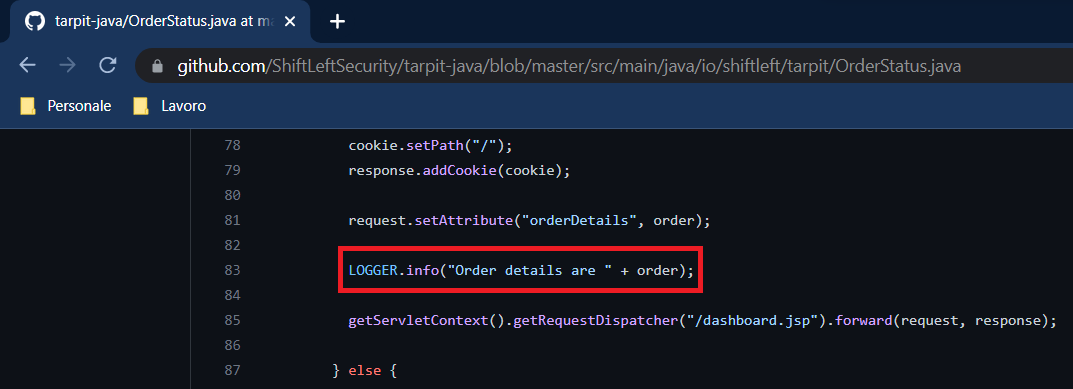 tarpit-java/OrderStatus.java at ma
github.com/ShiftLeftSecurity/tarpit-java/blob/master/src/main/java/io/shiftleft/tarpit/OrderStatus.java
Personale Lavoro
78 cookie.setPath("/");
79 response.addCookie(cookie);
80
81 request.setAttribute("orderDetails", order);
82
83 LOGGER.info("Order details are " + order);
84
85 getServletContext().getRequestDispatcher("/dashboard.jsp").forward(request, response);
86
87 } else {